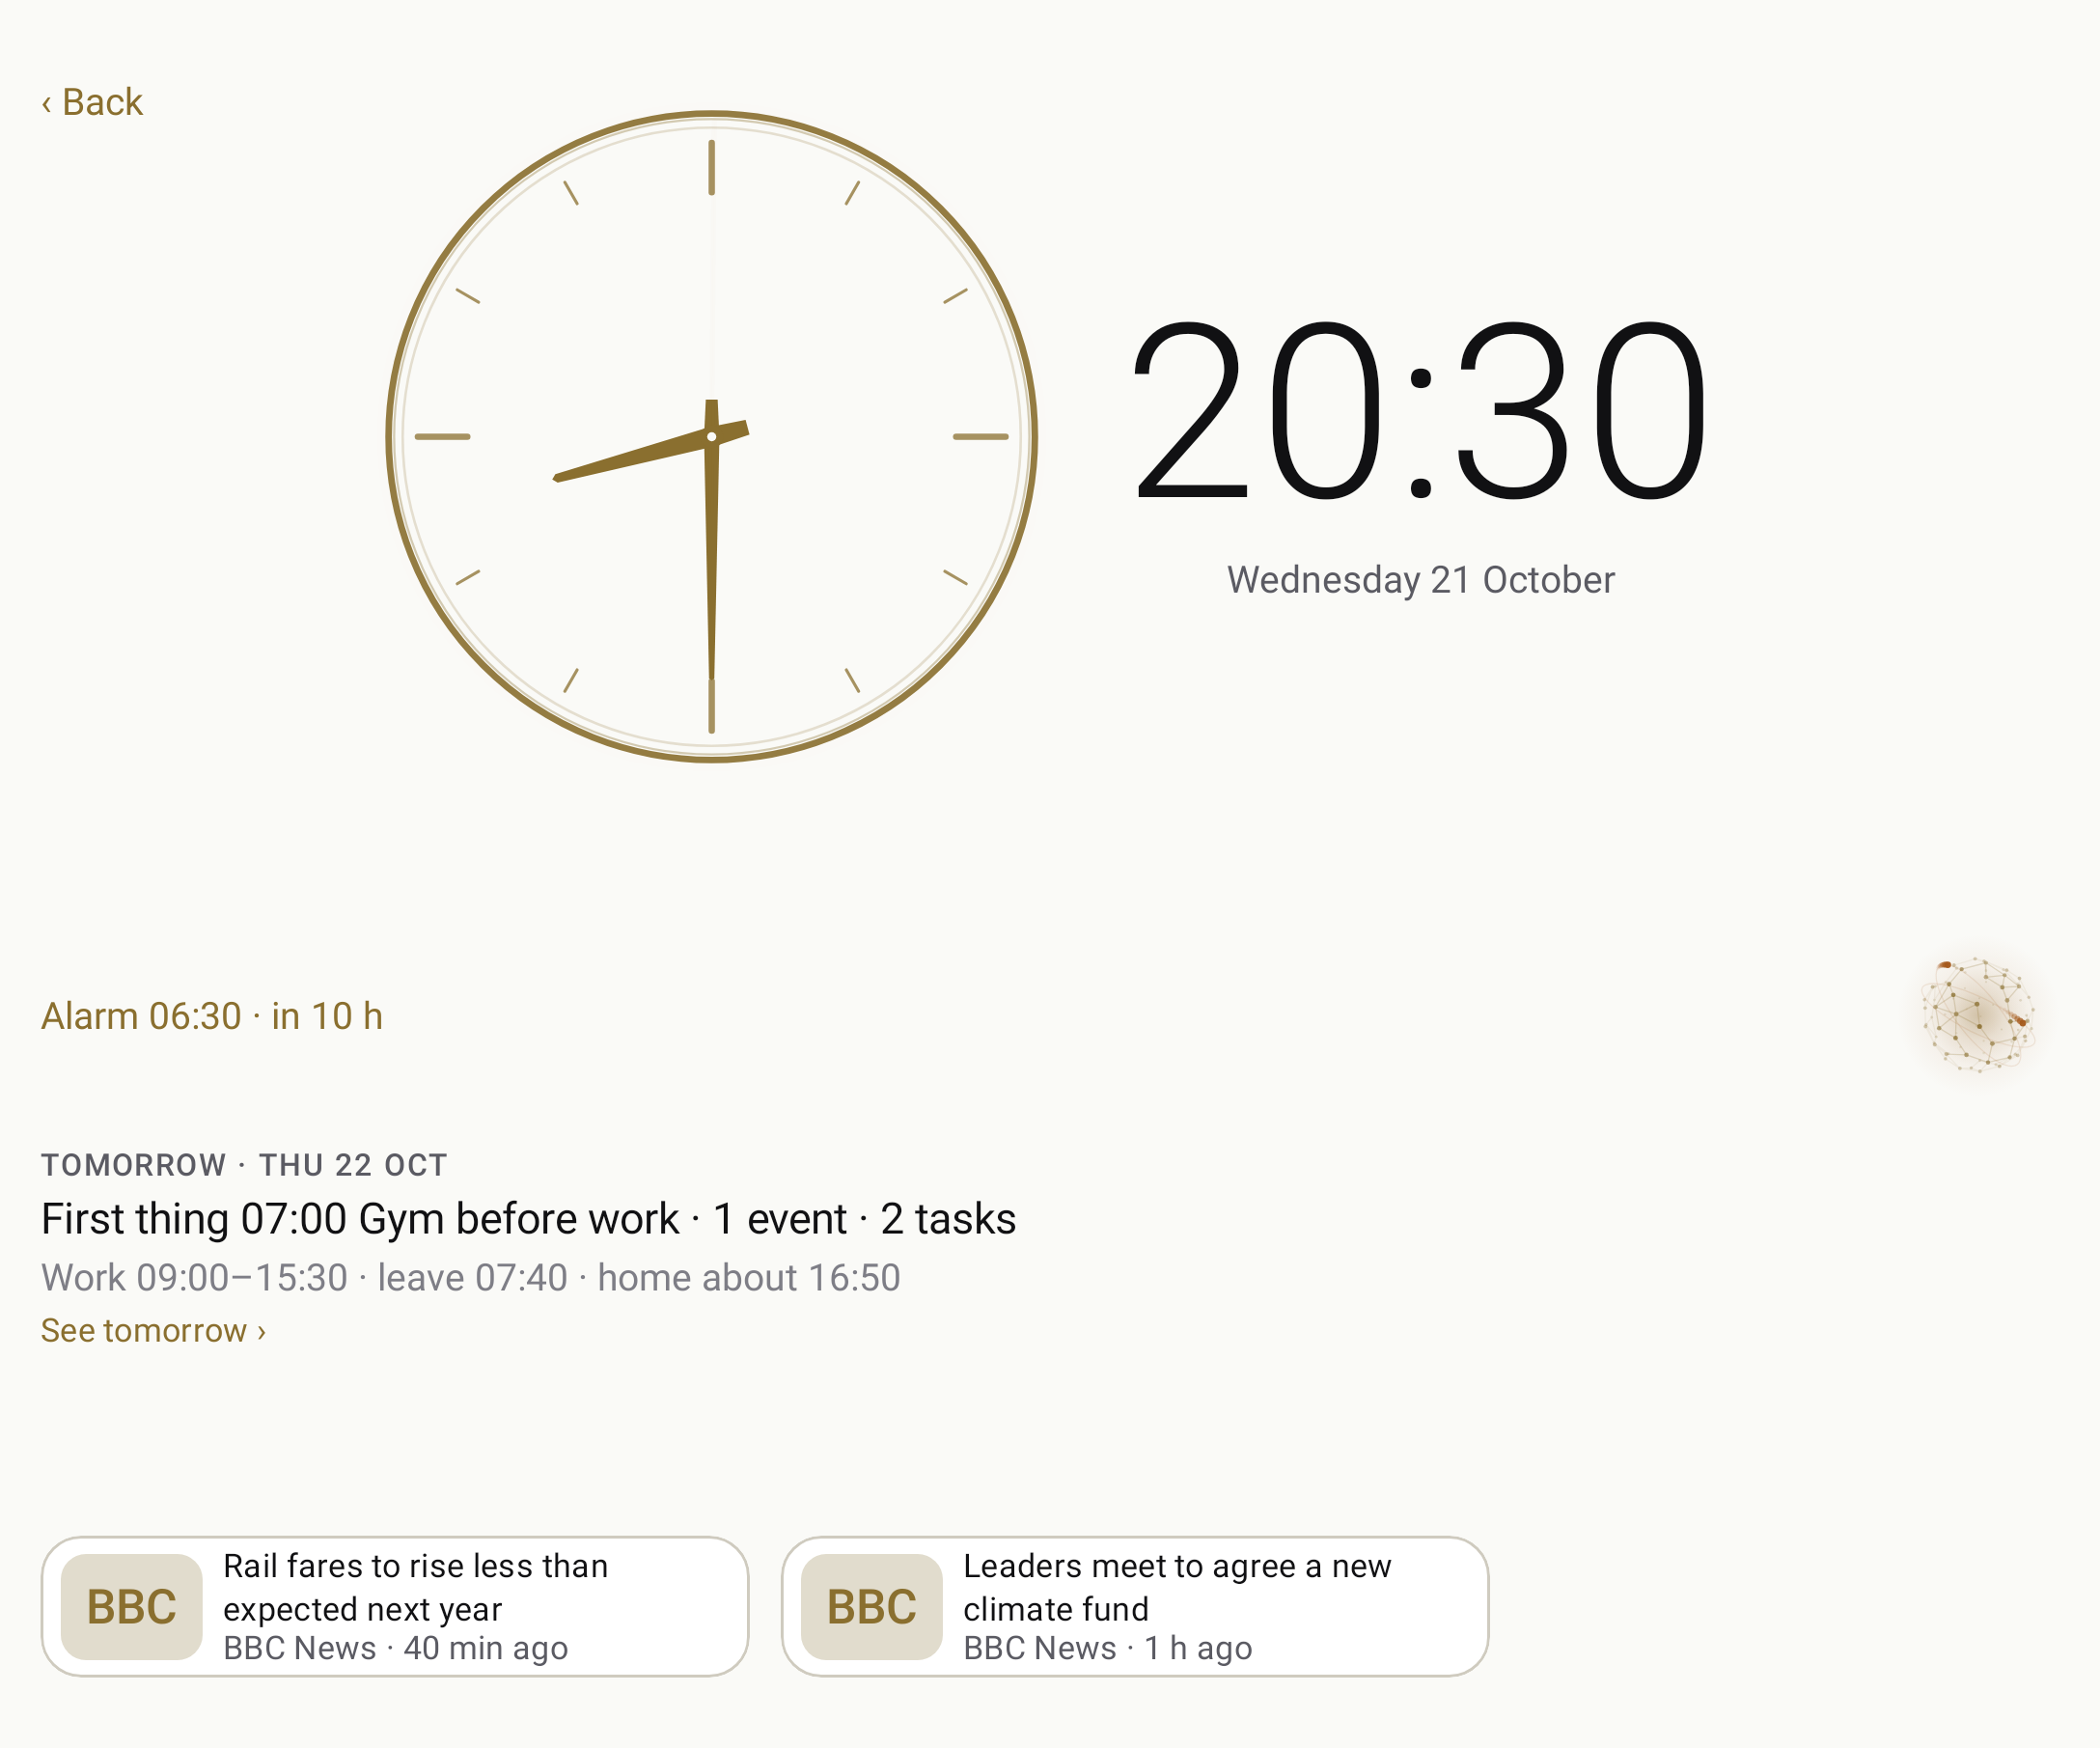 ‹ Back
20:30
Wednesday 21 October
Alarm 06:30 · in 10 h
TOMORROW · THU 22 OCT
First thing 07:00 Gym before work · 1 event · 2 tasks
Work 09:00–15:30 · leave 07:40 · home about 16:50
See tomorrow ›
BBC
Rail fares to rise less than
expected next year
BBC News · 40 min ago
BBC
Leaders meet to agree a new
climate fund
BBC News · 1 h ago